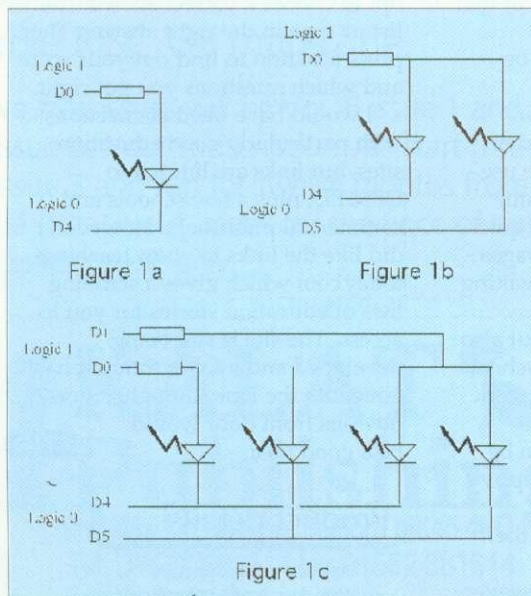 Logic 1
D0
Logic 0
D4
Figure 1a
Logic 1
D0
D4
Logic 0
D5
Figure 1b
D1
Logic 1
D0
D4
Logic 0
D5
Figure 1c